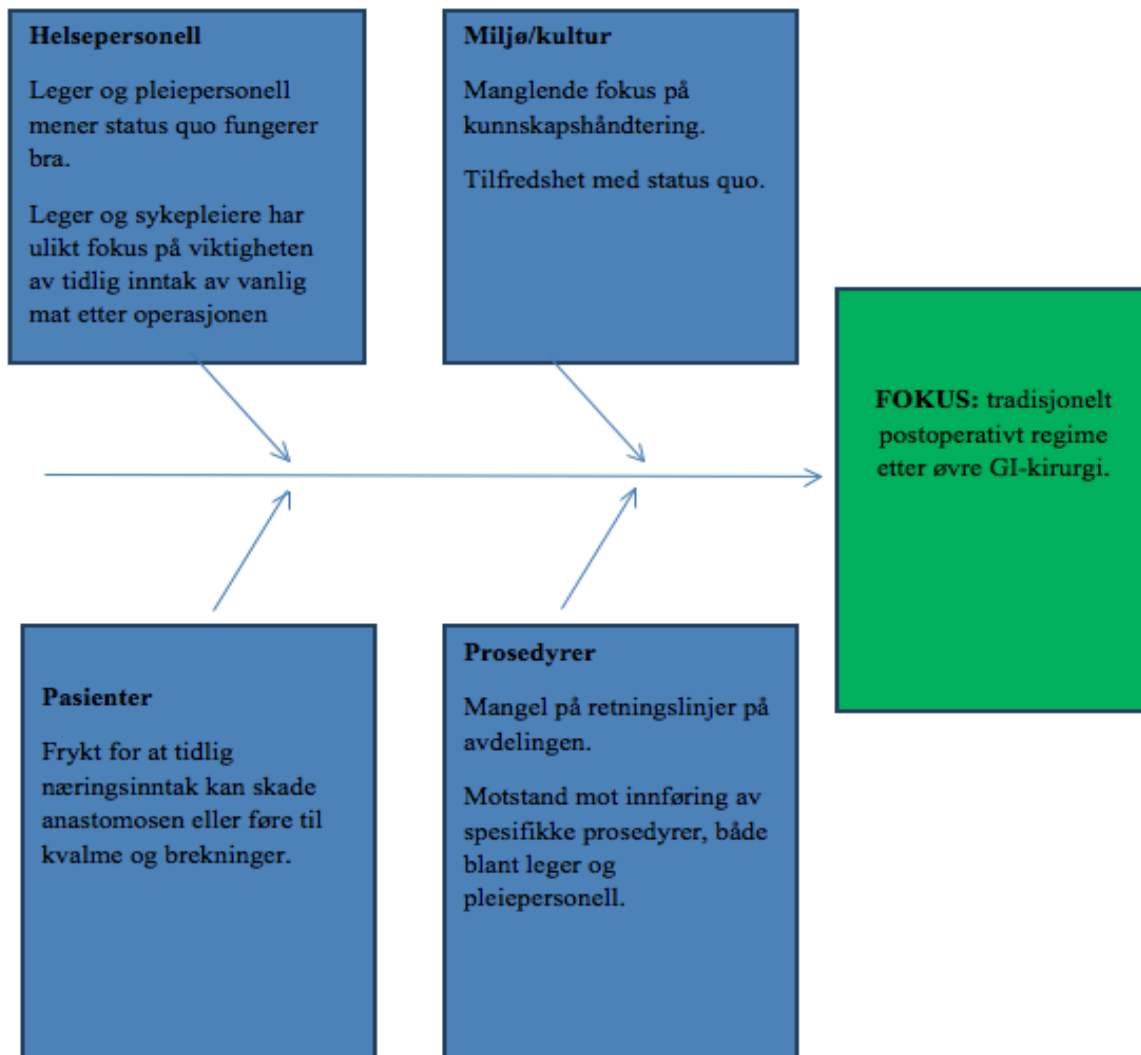 Helsepersonell
Leger og pleiepersonell
mener status quo fungerer
bra.
Leger og sykepleiere har
ulikt fokus på viktigheten
av tidlig inntak av vanlig
mat etter operasjonen
Miljø/kultur
Manglende fokus på
kunnskapshåndtering.
Tilfredshet med status quo.
FOKUS: tradisjonelt
postoperativt regime
etter øvre GI-kirurgi.
Pasienter
Frykt for at tidlig
næringsinntak kan skade
anastomosen eller føre til
kvalme og brekninger.
Prosedyrer
Mangel på retningslinjer på
avdelingen.
Motstand mot innføring av
spesifikke prosedyrer, både
blant leger og
pleiepersonell.